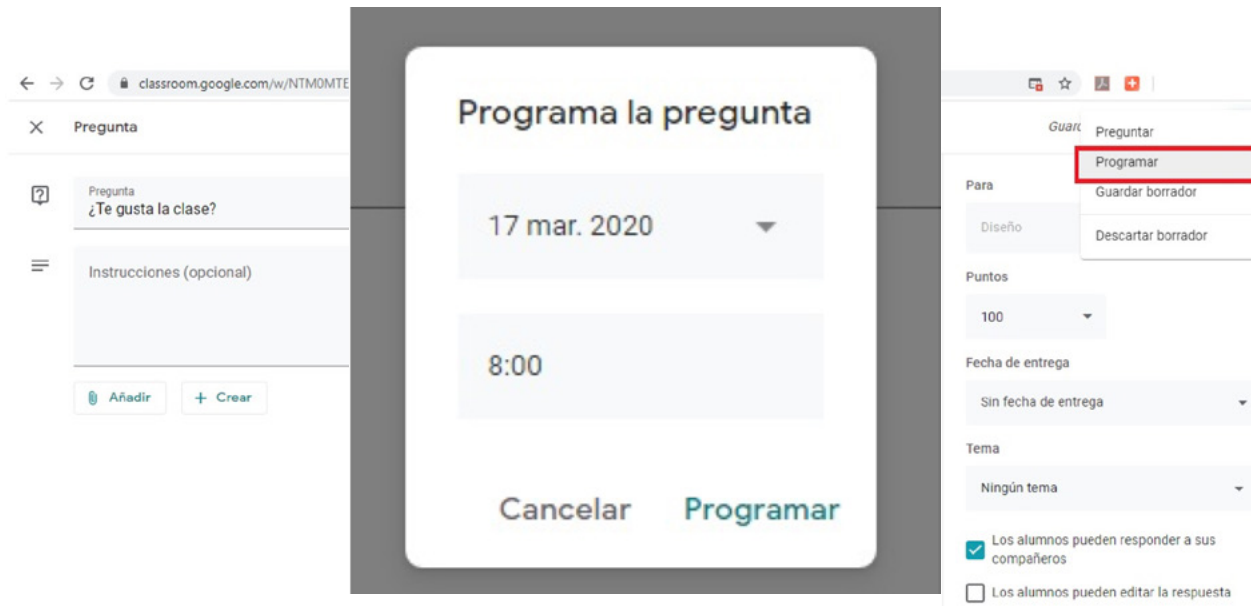 classroom.google.com/w/NTM0MTE
Pregunta
Pregunta
¿Te gusta la clase?
Instrucciones (opcional)
Añadir
+ Crear
Programa la pregunta
17 mar. 2020
8:00
Cancelar
Programar
Guard
Preguntar
Programar
Guardar borrador
Descartar borrador
Para
Diseño
Puntos
100
Fecha de entrega
Sin fecha de entrega
Tema
Ningún tema
Los alumnos pueden responder a sus
compañeros
Los alumnos pueden editar la respuesta